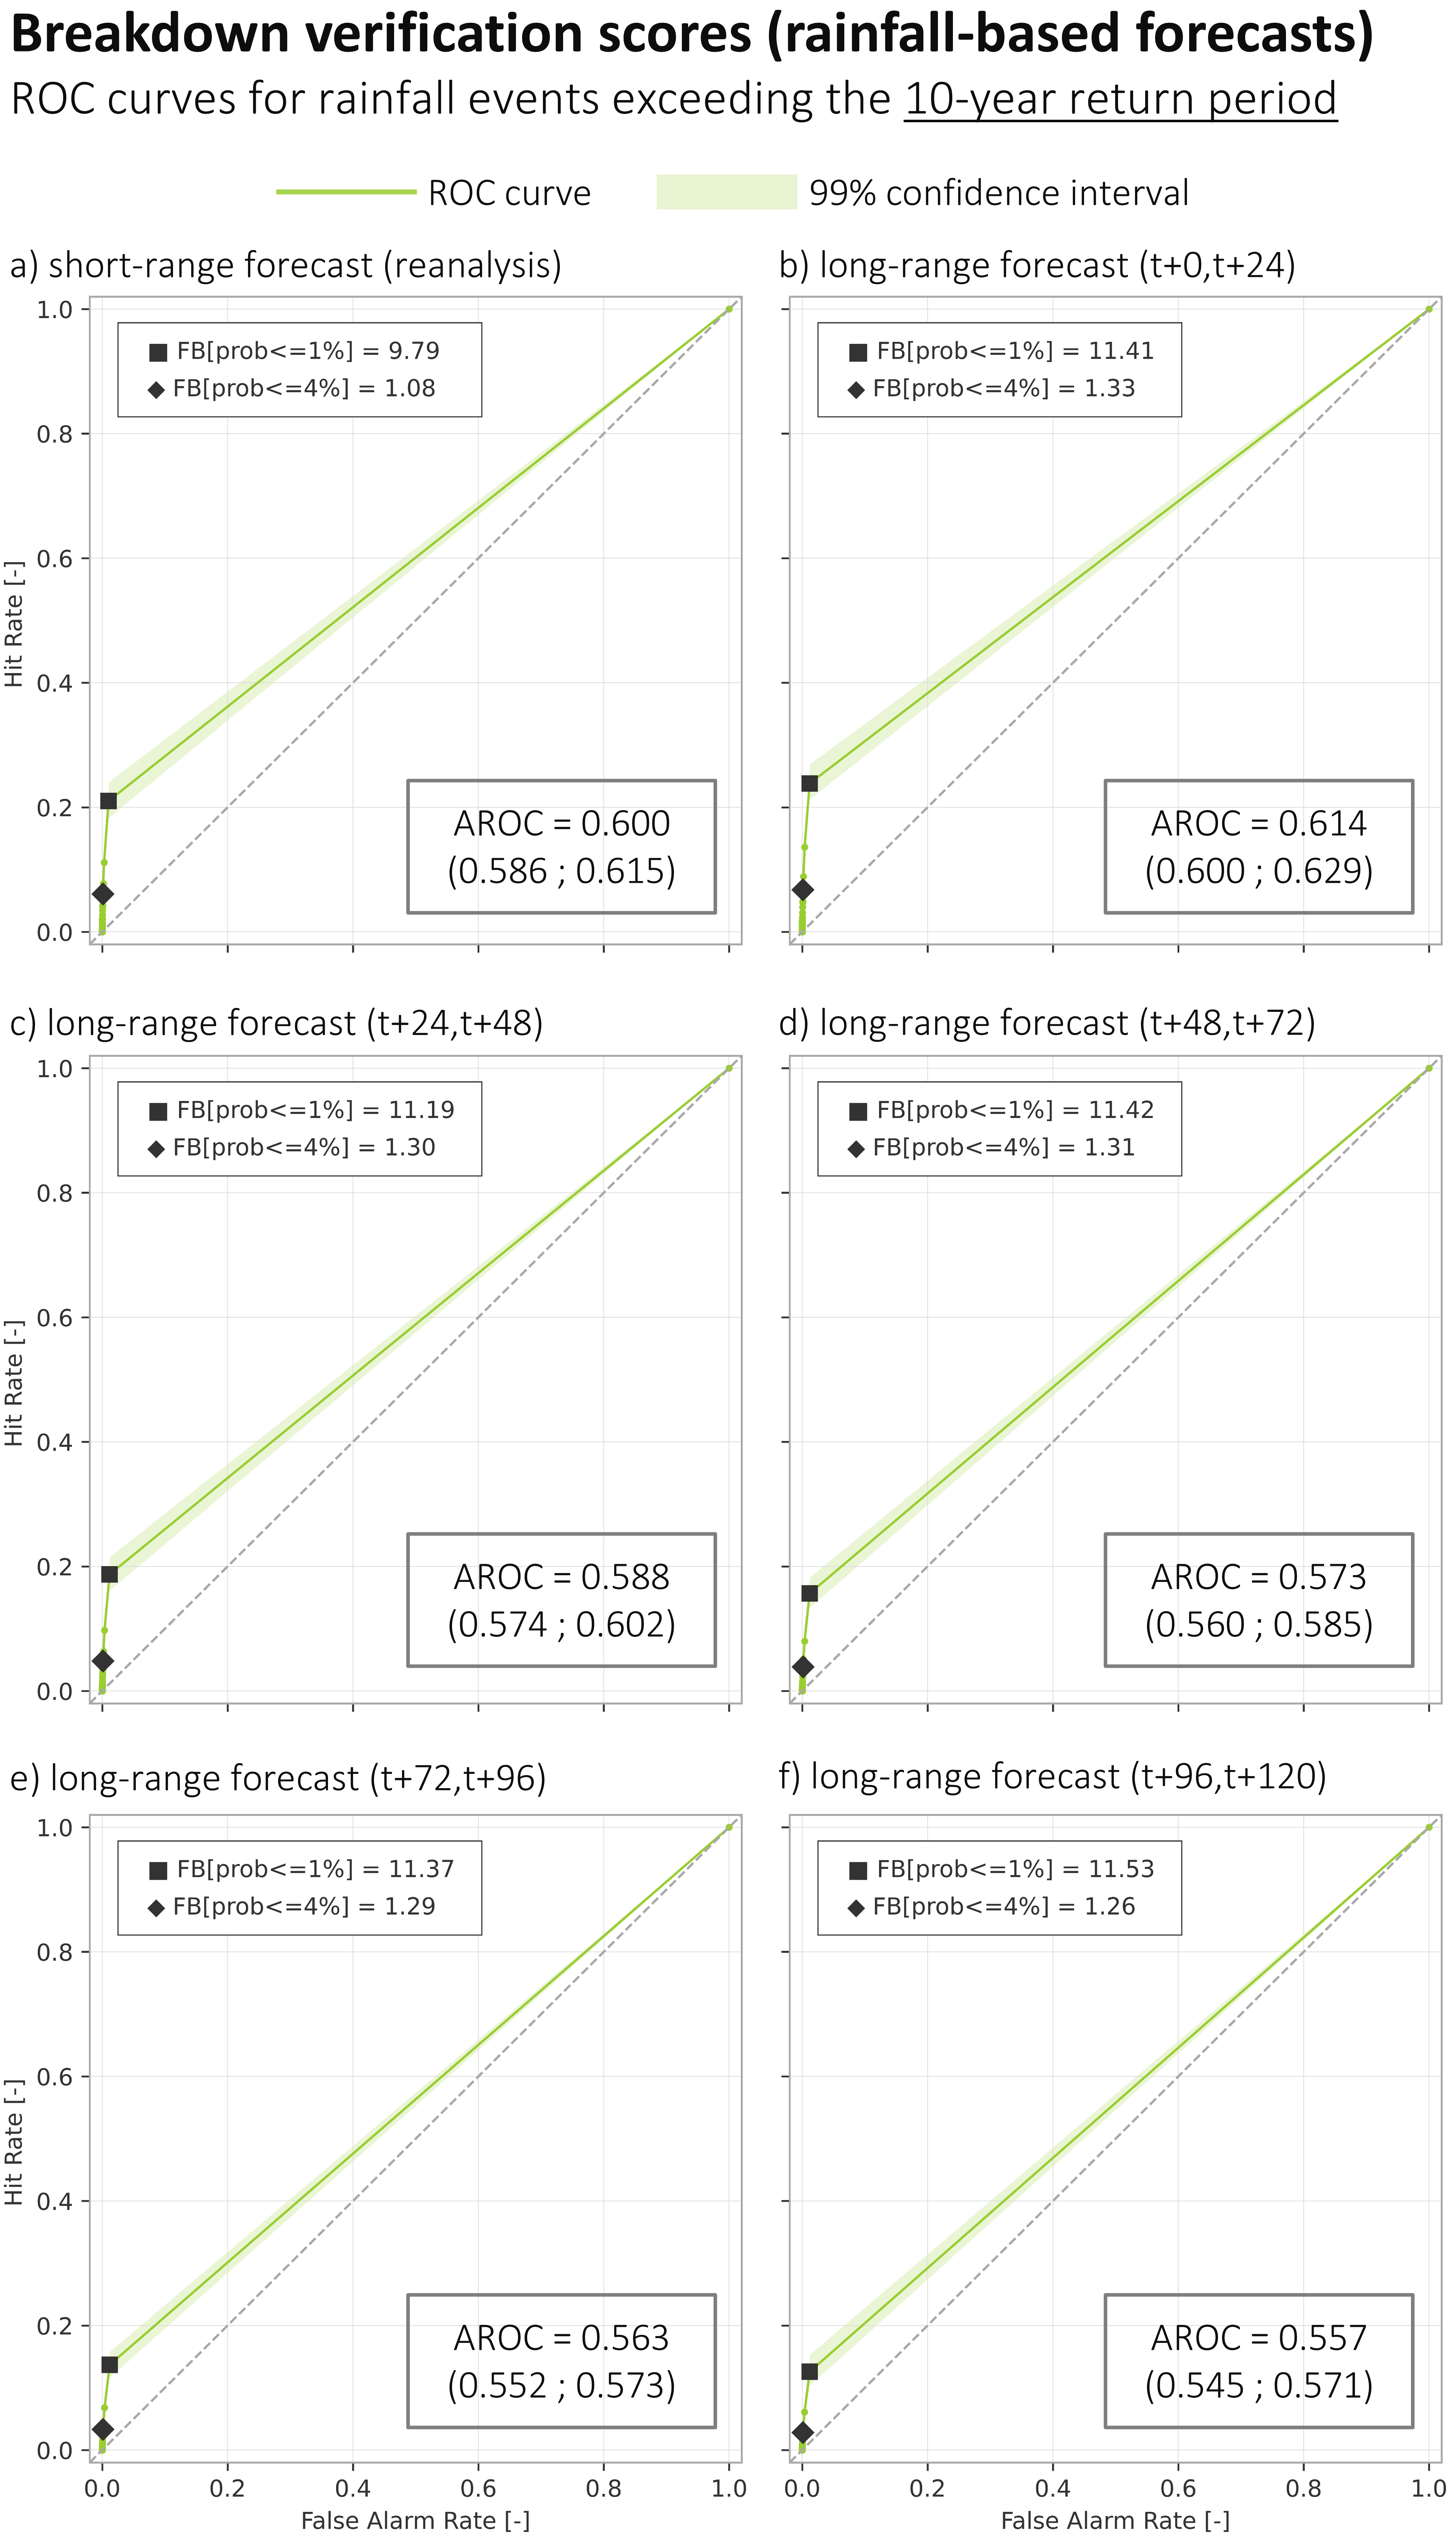 Breakdown verification scores (rainfall-based forecasts)
ROC curves for rainfall events exceeding the 10-year return period
ROC curve
99% confidence interval
a) short-range forecast (reanalysis)
1.0
0.8
0.6
0.4
0.2
0.0
Hit Rate [-]
FB[prob<=1%] = 9.79
FB[prob<=4%] = 1.08
AROC = 0.600
(0.586 ; 0.615)
b) long-range forecast (t+0,t+24)
FB[prob<=1%] = 11.41
FB[prob<=4%] = 1.33
AROC = 0.614
(0.600 ; 0.629)
c) long-range forecast (t+24,t+48)
1.0
0.8
0.6
0.4
0.2
0.0
Hit Rate [-]
FB[prob<=1%] = 11.19
FB[prob<=4%] = 1.30
AROC = 0.588
(0.574 ; 0.602)
d) long-range forecast (t+48,t+72)
FB[prob<=1%] = 11.42
FB[prob<=4%] = 1.31
AROC = 0.573
(0.560 ; 0.585)
e) long-range forecast (t+72,t+96)
1.0
0.8
0.6
0.4
0.2
0.0
Hit Rate [-]
FB[prob<=1%] = 11.37
FB[prob<=4%] = 1.29
AROC = 0.563
(0.552 ; 0.573)
0.0 0.2 0.4 0.6 0.8 1.0
False Alarm Rate [-]
f) long-range forecast (t+96,t+120)
FB[prob<=1%] = 11.53
FB[prob<=4%] = 1.26
AROC = 0.557
(0.545 ; 0.571)
0.0 0.2 0.4 0.6 0.8 1.0
False Alarm Rate [-]